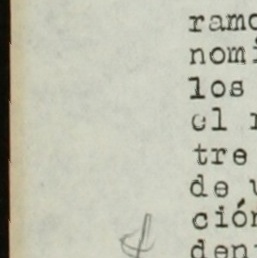 ramo
nomi
los
el
tre
de
ción
den